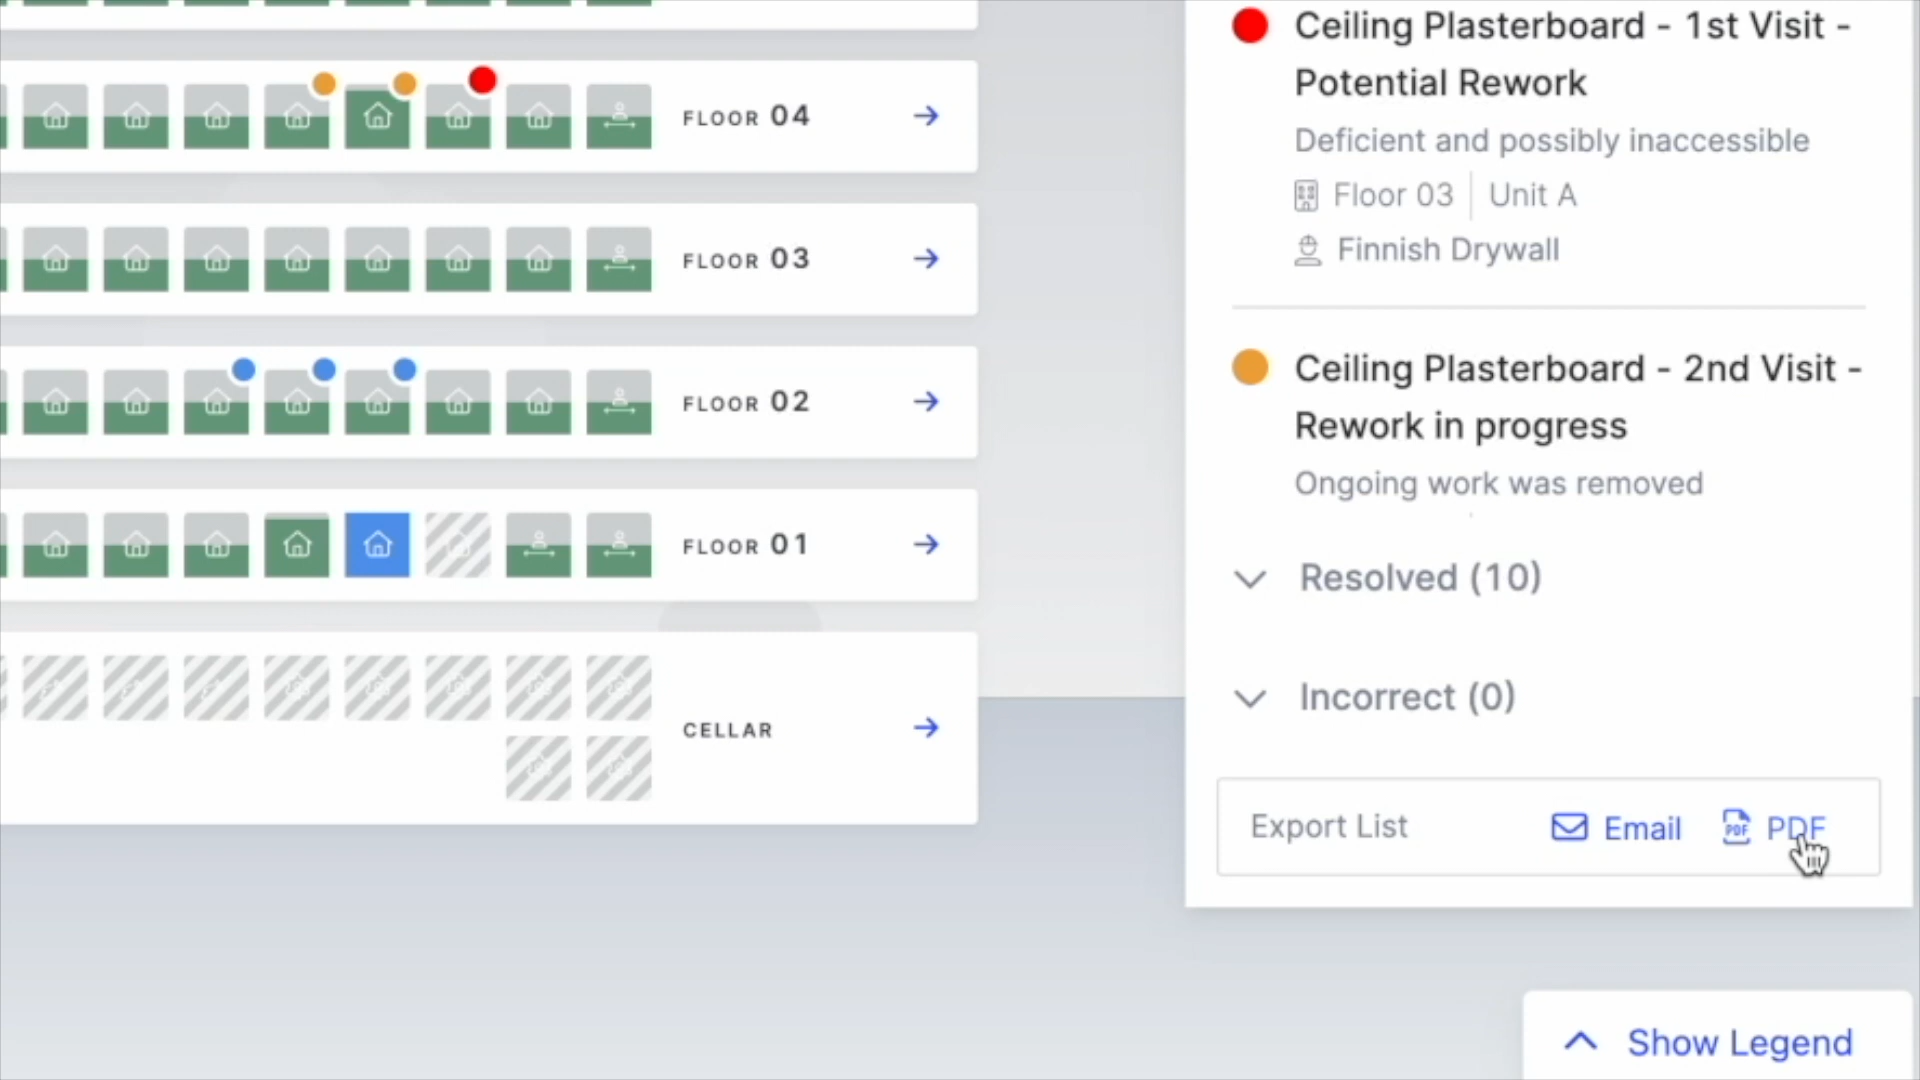 FLOOR 04
FLOOR 03
FLOOR 02
FLOOR 01
CELLAR
Ceiling Plasterboard - 1st Visit -
Potential Rework
Deficient and possibly inaccessible
Floor 03 | Unit A
Finnish Drywall
Ceiling Plasterboard - 2nd Visit -
Rework in progress
Ongoing work was removed
Resolved (10)
Incorrect (0)
Export List Email PDF PDF
Show Legend